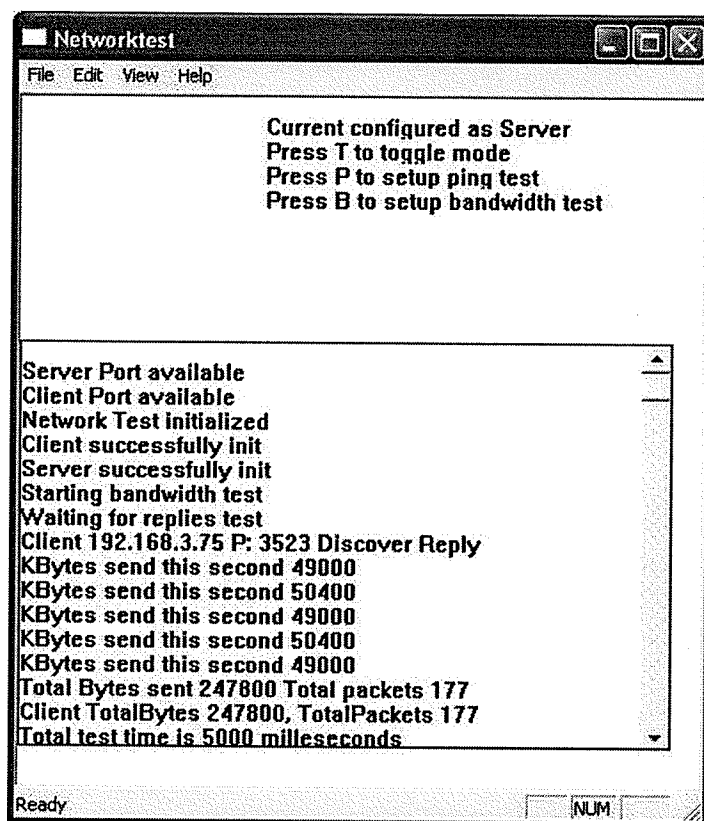 Networktest
File Edit View Help
Current configured as Server
Press T to toggle mode
Press P to setup ping test
Press B to setup bandwidth test
Server Port available
Client Port available
Network Test initialized
Client successfully init
Server successfully init
Starting bandwidth test
Waiting for replies test
Client 192.168.3.75 P: 3523 Discover Reply
KBytes send this second 49000
KBytes send this second 50400
KBytes send this second 49000
KBytes send this second 50400
KBytes send this second 49000
Total Bytes sent 247800 Total packets 177
Client TotalBytes 247800, TotalPackets 177
Total test time is 5000 milleseconds
Ready NUM